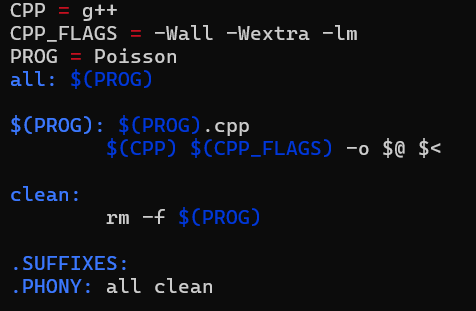 CPP = g++
CPP_FLAGS = -Wall -Wextra -lm
PROG = Poisson
all: $(PROG)

$(PROG): $(PROG).cpp
        $(CPP) $(CPP_FLAGS) -o $@ $<

clean:
        rm -f $(PROG)

.SUFFIXES:
.PHONY: all clean